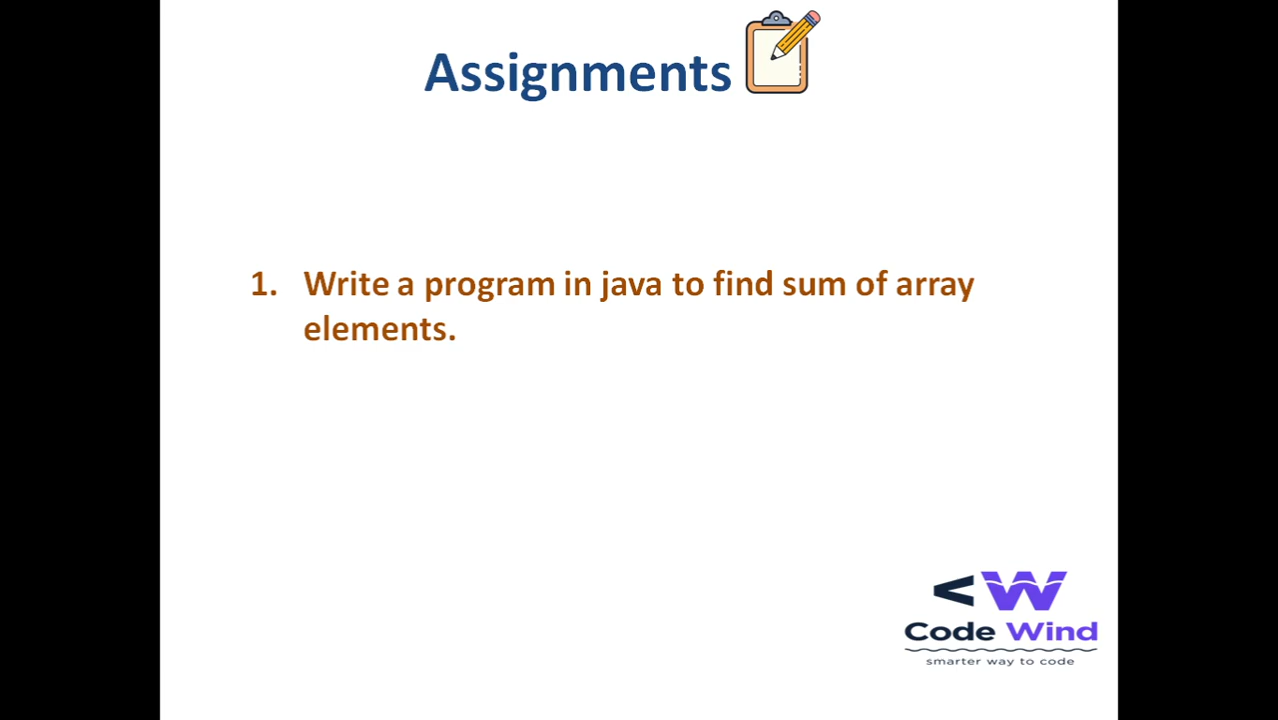 Assignments
1. Write a program in java to find sum of array
elements.
<W
Code Wind
smarter way to code